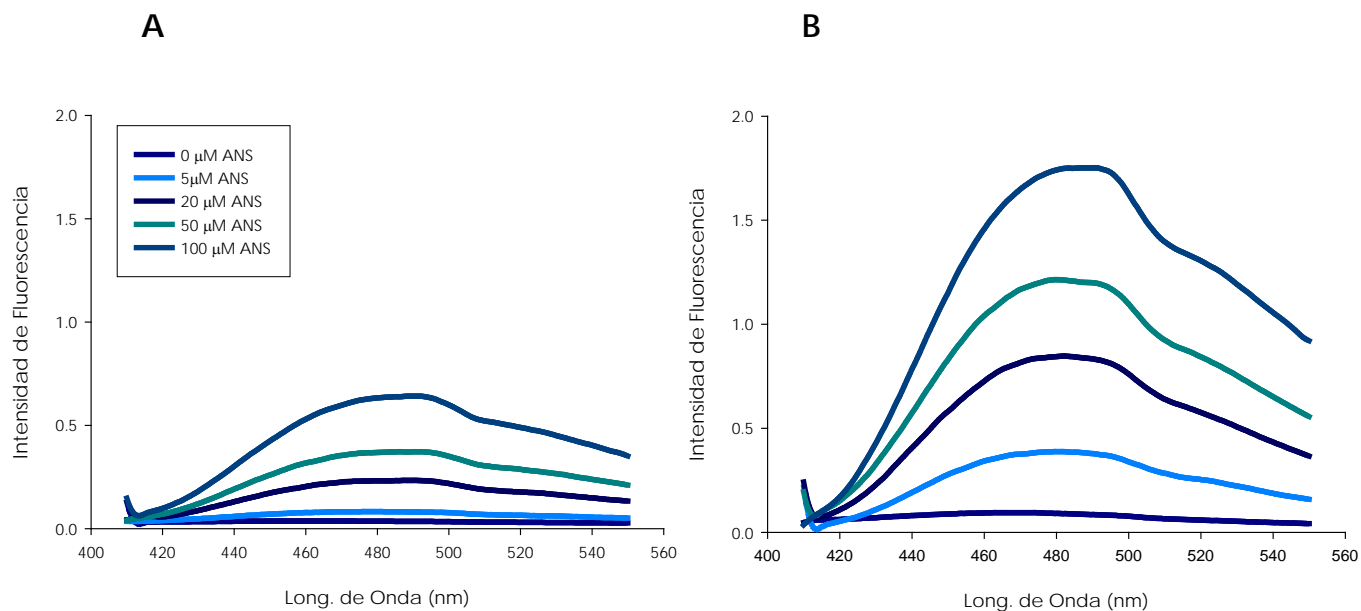 A
Intensidad de Fluorescencia
2.0
1.5
1.0
0.5
0.0
0 μM ANS
5μM ANS
20 μM ANS
50 μM ANS
100 μM ANS
400 420 440 460 480 500 520 540 560
Long. de Onda (nm)
B
Intensidad de Fluorescencia
2.0
1.5
1.0
0.5
0.0
400 420 440 460 480 500 520 540 560
Long. de Onda (nm)